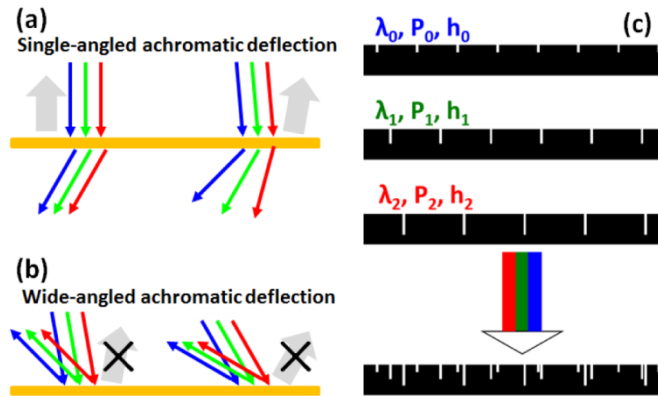 (a)
Single-angled achromatic deflection
(b)
Wide-angled achromatic deflection
(c)
λ₀, P₀, h₀
λ₁, P₁, h₁
λ₂, P₂, h₂